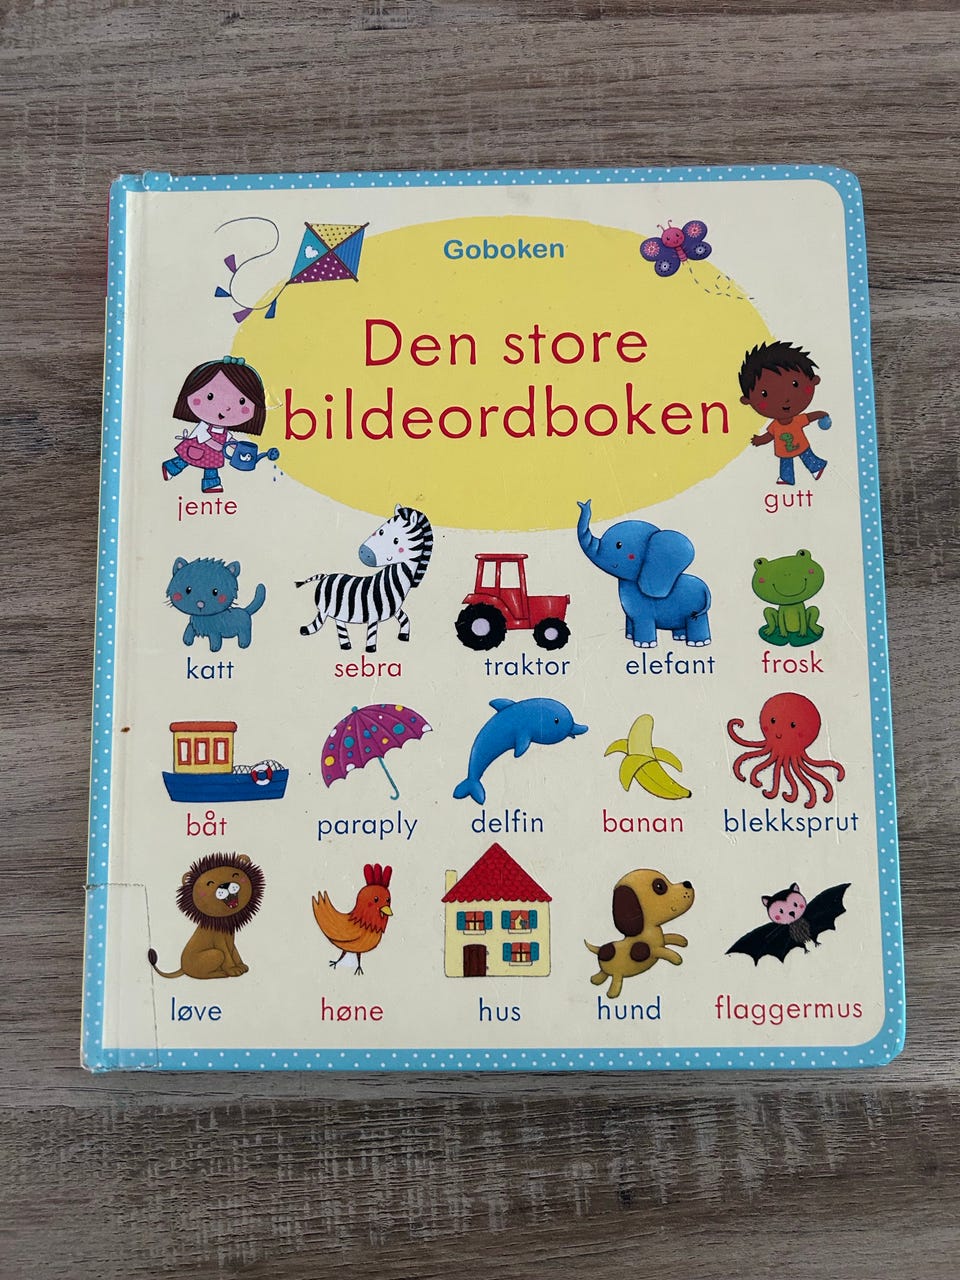 Goboken
Den store
bildeordboken
jente
gutt
katt
sebra
traktor
elefant
frosk
båt
paraply
delfin
banan
blekksprut
løve
høne
hus
hund
flaggermus